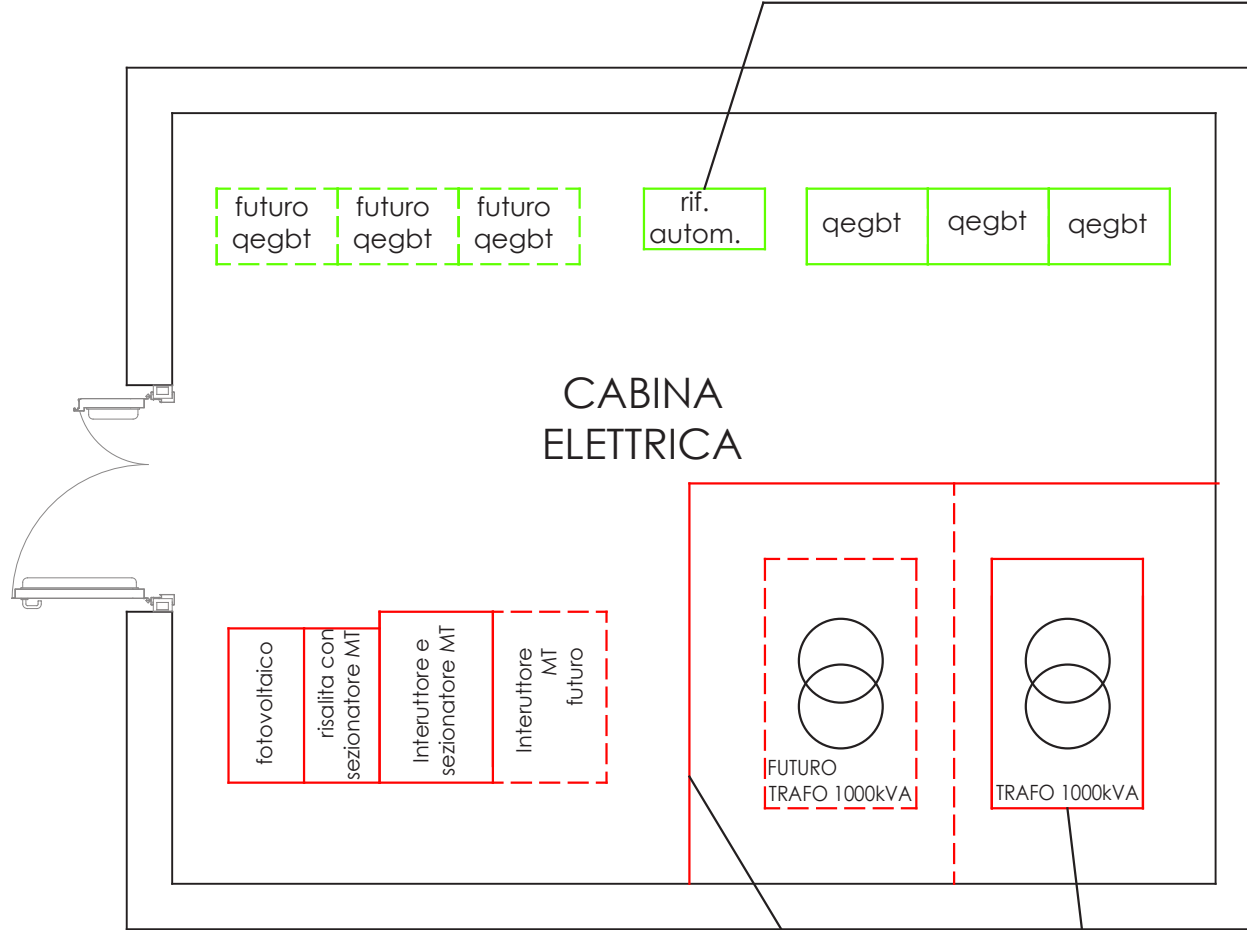 futuro
qegbt
futuro
qegbt
futuro
qegbt
rif.
autom.
qegbt
qegbt
qegbt
CABINA
ELETTRICA
fotovoltaico
risalita con
sezionatore MT
Interuttore e
sezionatore MT
Interuttore
MT
futuro
FUTURO
TRAFO 1000kVA
TRAFO 1000kVA